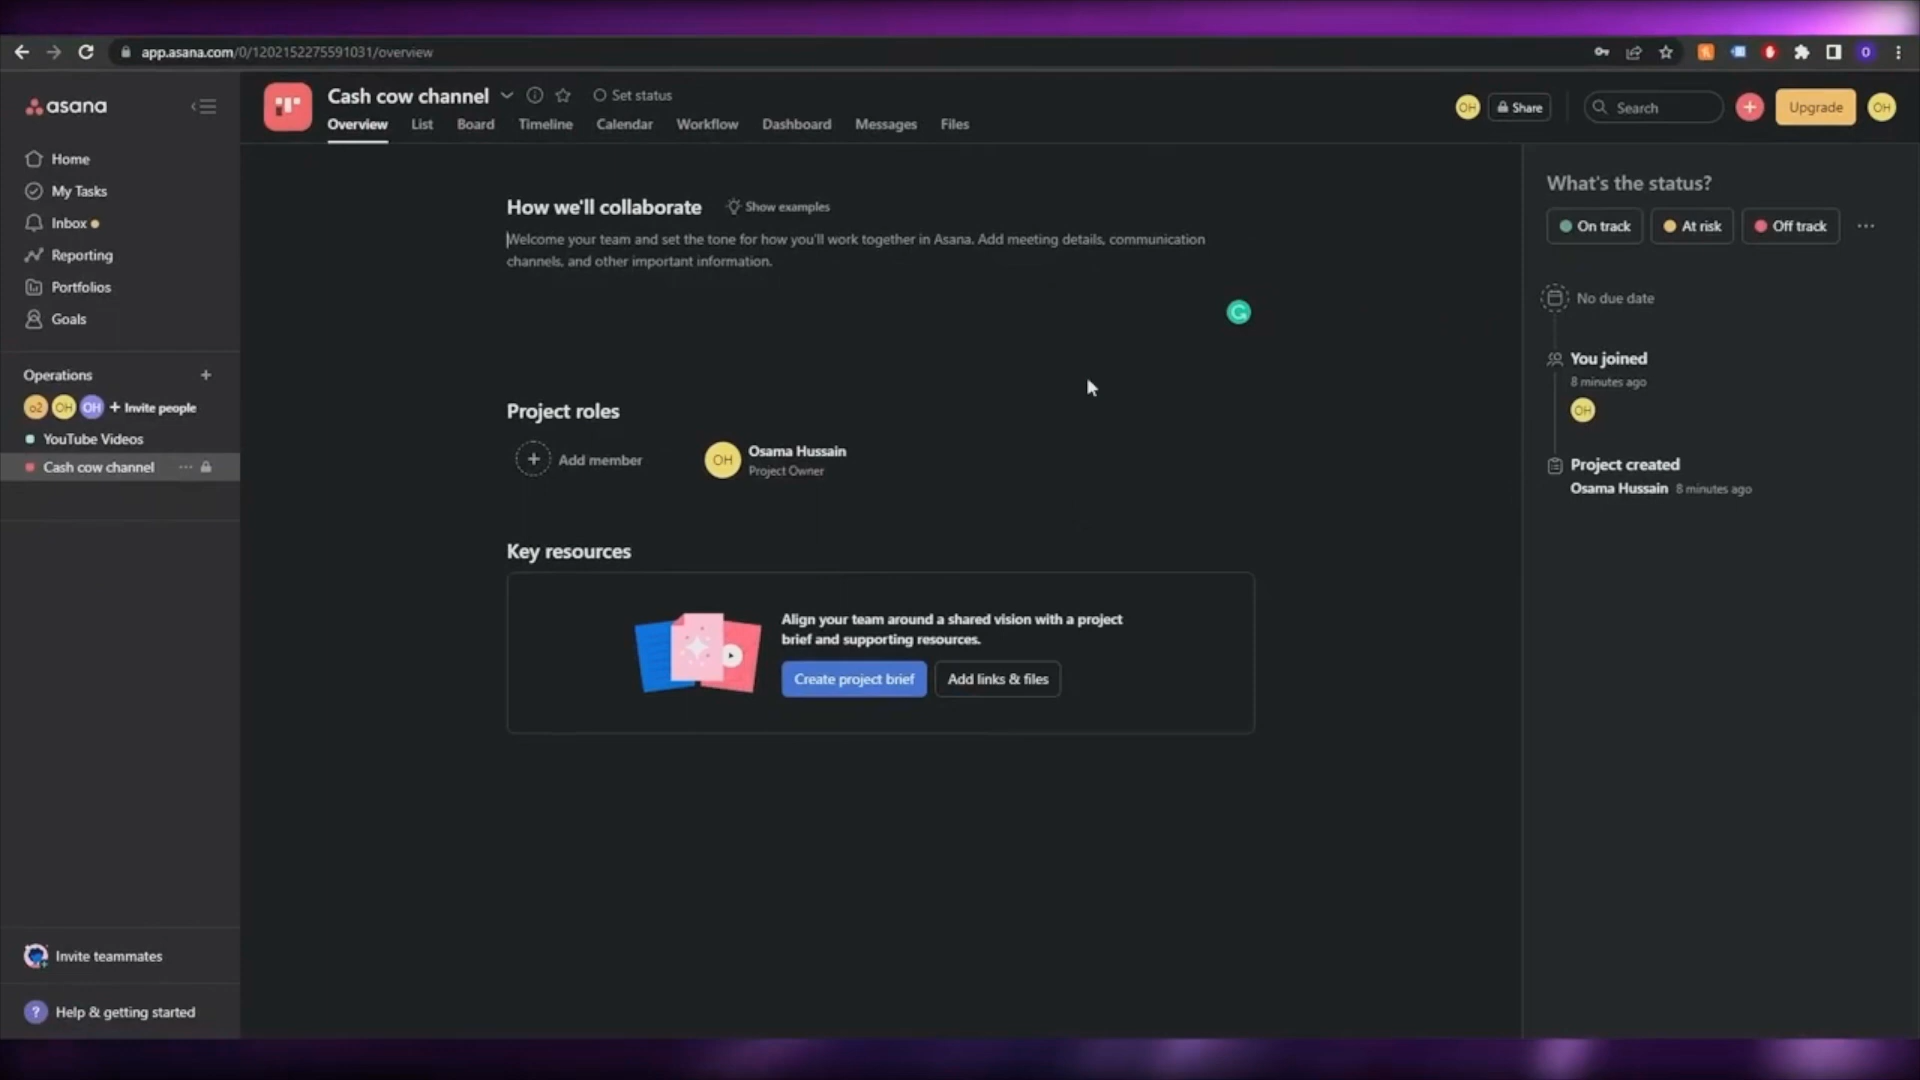 app.asana.com/0/1202152275591031/overview
O
asana
Cash cow channel
Set status
OH
Share
Search
Upgrade
OH
Overview
List
Board
Timeline
Calendar
Workflow
Dashboard
Messages
Files
Home
My Tasks
Inbox
Reporting
Portfolios
Goals
Operations
+
o2
OH
OH
+ Invite people
YouTube Videos
Cash cow channel
...
Invite teammates
?
Help & getting started
How we'll collaborate
Show examples
Welcome your team and set the tone for how you'll work together in Asana. Add meeting details, communication
channels, and other important information.
Project roles
Add member
OH
Osama Hussain
Project Owner
Key resources
Align your team around a shared vision with a project
brief and supporting resources.
Create project brief
Add links & files
What's the status?
On track
At risk
Off track
...
No due date
You joined
8 minutes ago
OH
Project created
Osama Hussain 8 minutes ago